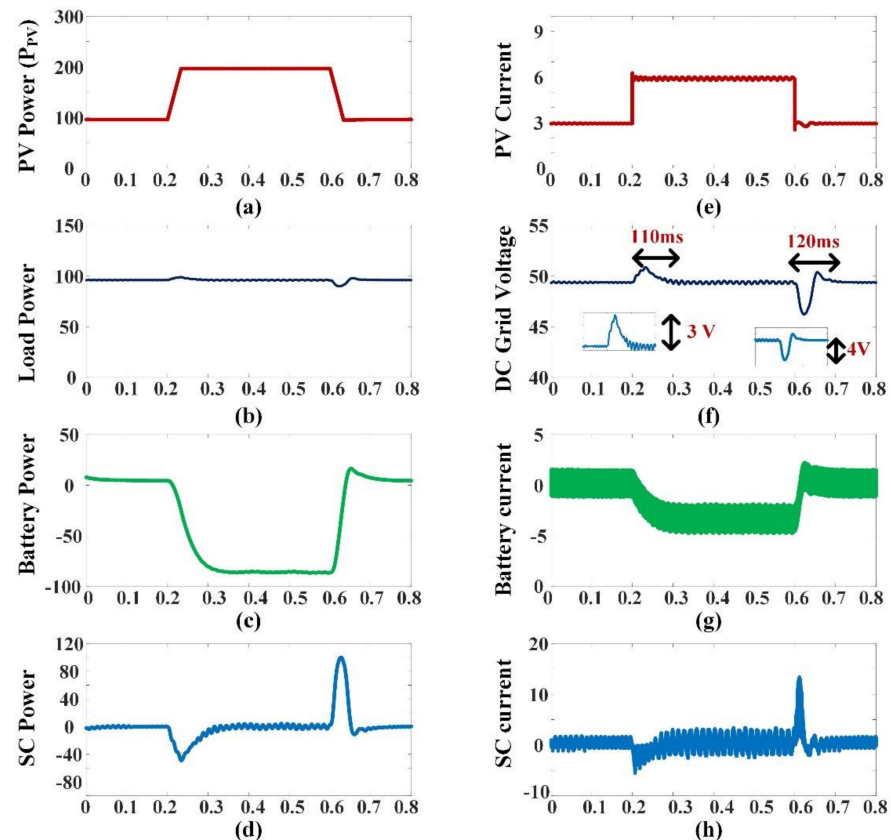 PV Power (PPV)
300
200
100
0
0 0.1 0.2 0.3 0.4 0.5 0.6 0.7 0.8
(a)
PV Current
9
6
3
0
0 0.1 0.2 0.3 0.4 0.5 0.6 0.7 0.8
(e)
Load Power
150
100
50
0
0 0.1 0.2 0.3 0.4 0.5 0.6 0.7 0.8
(b)
DC Grid Voltage
55
50
45
40
110ms
120ms
3 V
4V
0 0.1 0.2 0.3 0.4 0.5 0.6 0.7 0.8
(f)
Battery Power
50
0
-50
-100
0 0.1 0.2 0.3 0.4 0.5 0.6 0.7 0.8
(c)
Battery current
5
0
-5
0
0 0.1 0.2 0.3 0.4 0.5 0.6 0.7 0.8
(g)
SC Power
120
80
40
0
-40
-80
0 0.1 0.2 0.3 0.4 0.5 0.6 0.7 0.8
(d)
SC current
20
10
0
-10
0 0.1 0.2 0.3 0.4 0.5 0.6 0.7 0.8
(h)